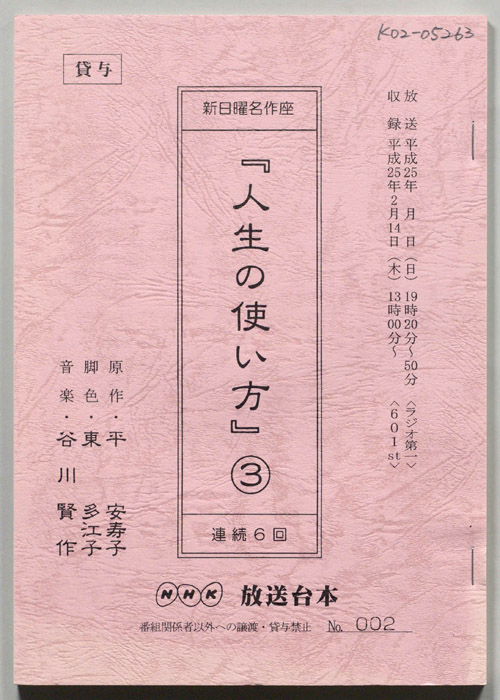 K02-05263
貸与
放送 平成25年 月 日（日）19時20分〜50分〈ラジオ第一〉
収録 平成25年2月14日（木）13時00分〜〈601st〉
新日曜名作座
『人生の使い方』③
連続6回
原作・平 安寿子
脚色・東 多江子
音楽・谷川 賢作
NHK 放送台本
番組関係者以外への譲渡・貸与禁止 No. 002